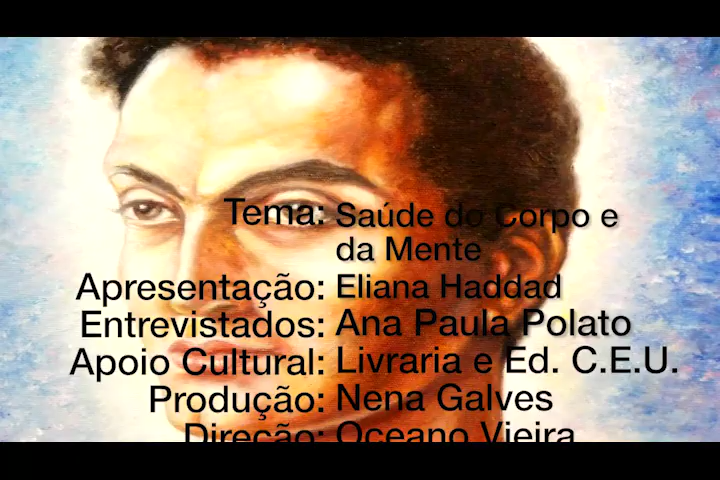 Tema: Saúde do Corpo e
da Mente
Apresentação: Eliana Haddad
Entrevistados: Ana Paula Polato
Apoio Cultural: Livraria e Ed. C.E.U.
Produção: Nena Galves
Direção: Oceano Vieira